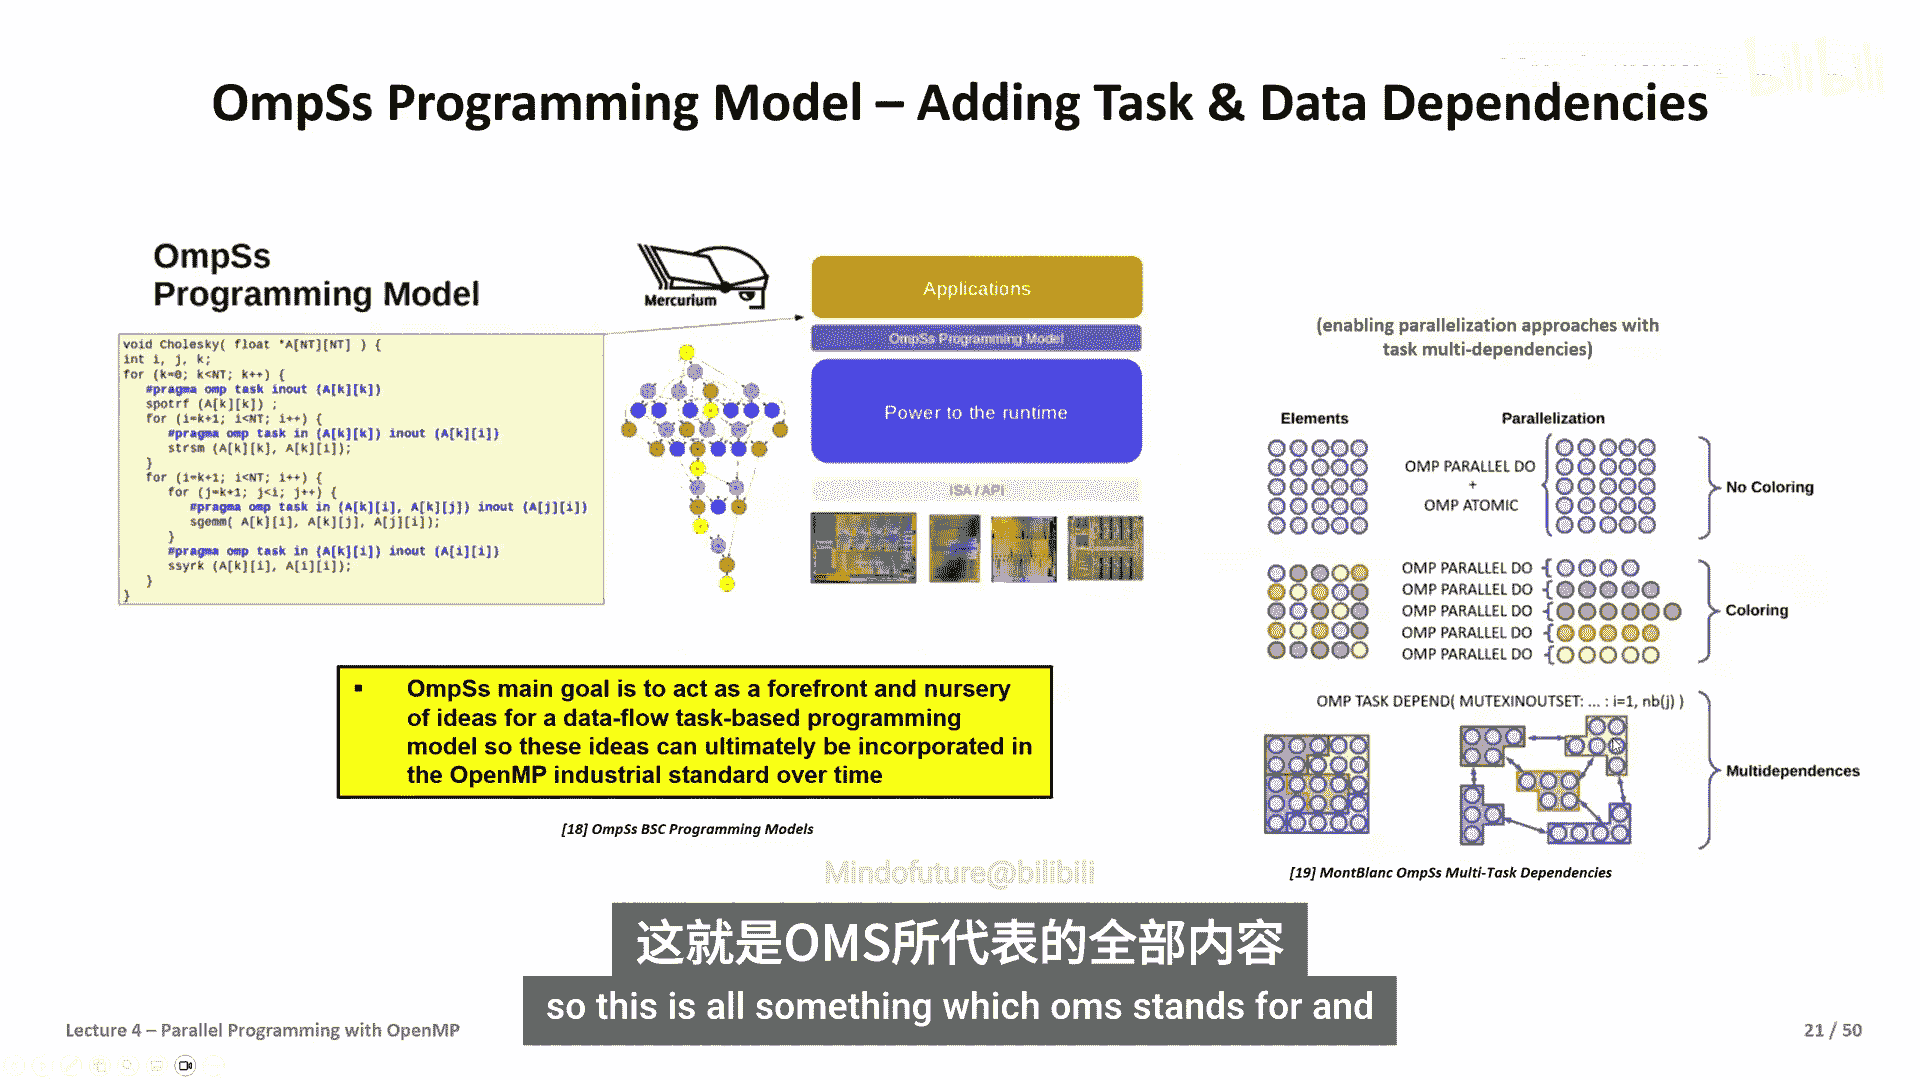 OmpSs Programming Model – Adding Task & Data Dependencies
OmpSs
Programming Model
Mercurium
void Cholesky( float *A[NT][NT] ) {
int i, j, k;
for (k=0; k<NT; k++) {
#pragma omp task inout (A[k][k])
spotrf (A[k][k]) ;
for (i=k+1; i<NT; i++) {
#pragma omp task in (A[k][k]) inout (A[k][i])
strsm (A[k][k], A[k][i]);
}
for (i=k+1; i<NT; i++) {
for (j=k+1; j<i; j++) {
#pragma omp task in (A[k][i], A[k][j]) inout (A[j][i])
sgemm( A[k][i], A[k][j], A[j][i]);
}
#pragma omp task in (A[k][i]) inout (A[i][i])
ssyrk (A[k][i], A[i][i]);
}
}
Applications
OmpSs Programming Model
Power to the runtime
ISA / API
(enabling parallelization approaches with
task multi-dependencies)
Elements
Parallelization
OMP PARALLEL DO
+
OMP ATOMIC
No Coloring
OMP PARALLEL DO
OMP PARALLEL DO
OMP PARALLEL DO
OMP PARALLEL DO
OMP PARALLEL DO
Coloring
OMP TASK DEPEND( MUTEXINOUTSET: ... : i=1, nb(j) )
Multidependences
▪ OmpSs main goal is to act as a forefront and nursery
of ideas for a data-flow task-based programming
model so these ideas can ultimately be incorporated in
the OpenMP industrial standard over time
[18] OmpSs BSC Programming Models
[19] MontBlanc OmpSs Multi-Task Dependencies
Mindofuture@bilibili
这就是OMS所代表的全部内容
so this is all something which oms stands for and
Lecture 4 – Parallel Programming with OpenMP
21 / 50
bilibili